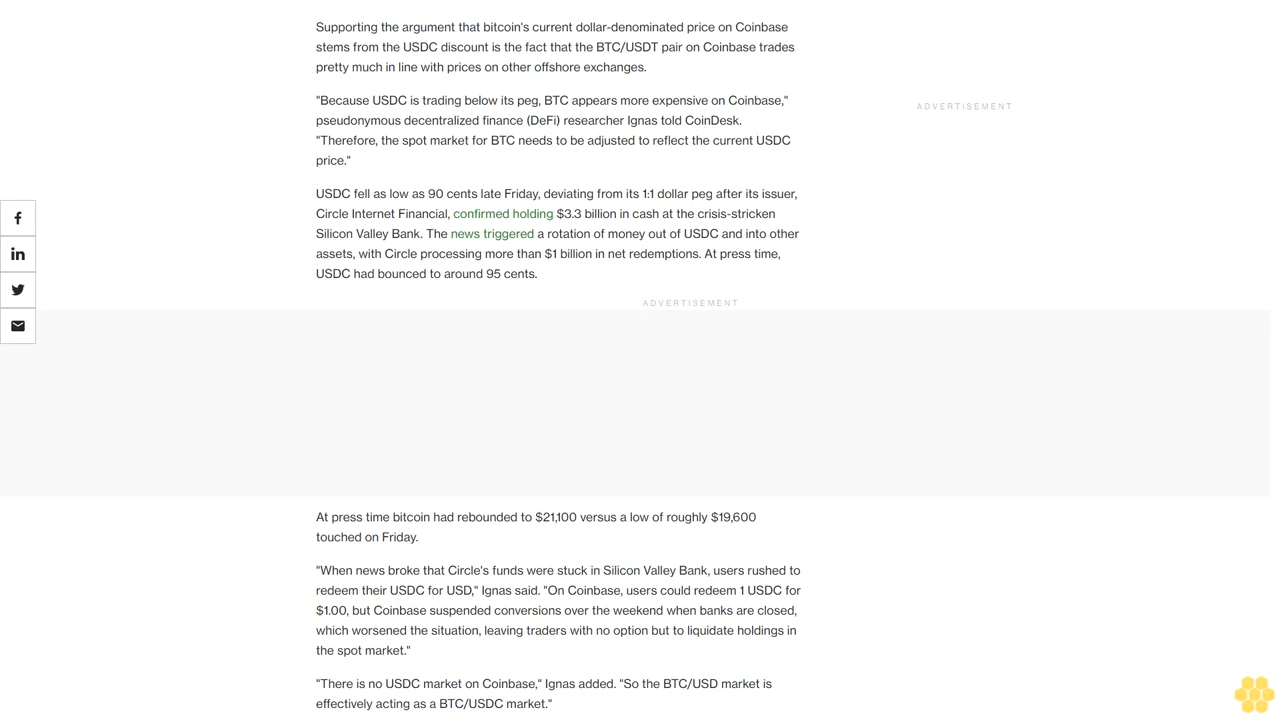 Supporting the argument that bitcoin's current dollar-denominated price on Coinbase
stems from the USDC discount is the fact that the BTC/USDT pair on Coinbase trades
pretty much in line with prices on other offshore exchanges.
"Because USDC is trading below its peg, BTC appears more expensive on Coinbase,"
pseudonymous decentralized finance (DeFi) researcher Ignas told CoinDesk.
"Therefore, the spot market for BTC needs to be adjusted to reflect the current USDC
price."
ADVERTISEMENT
USDC fell as low as 90 cents late Friday, deviating from its 1:1 dollar peg after its issuer,
Circle Internet Financial, confirmed holding $3.3 billion in cash at the crisis-stricken
Silicon Valley Bank. The news triggered a rotation of money out of USDC and into other
assets, with Circle processing more than $1 billion in net redemptions. At press time,
USDC had bounced to around 95 cents.
ADVERTISEMENT
At press time bitcoin had rebounded to $21,100 versus a low of roughly $19,600
touched on Friday.
"When news broke that Circle's funds were stuck in Silicon Valley Bank, users rushed to
redeem their USDC for USD," Ignas said. "On Coinbase, users could redeem 1 USDC for
$1.00, but Coinbase suspended conversions over the weekend when banks are closed,
which worsened the situation, leaving traders with no option but to liquidate holdings in
the spot market."
"There is no USDC market on Coinbase," Ignas added. "So the BTC/USD market is
effectively acting as a BTC/USDC market."